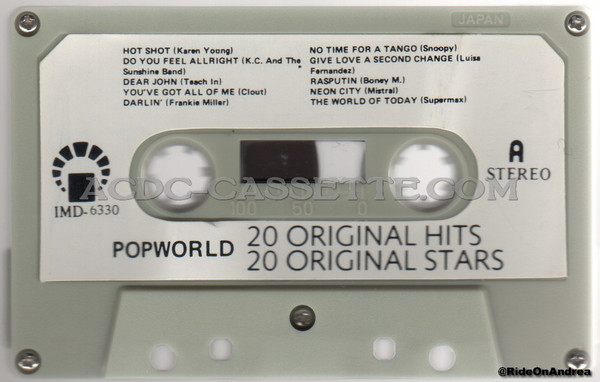 JAPAN
HOT SHOT (Karen Young)
DO YOU FEEL ALLRIGHT (K.C. And The
Sunshine Band)
DEAR JOHN (Teach In)
YOU'VE GOT ALL OF ME (Clout)
DARLIN' (Frankie Miller)
NO TIME FOR A TANGO (Snoopy)
GIVE LOVE A SECOND CHANGE (Luisa
Fernandez)
RASPUTIN (Boney M.)
NEON CITY (Mistral)
THE WORLD OF TODAY (Supermax)
IMD-6330
A
STEREO
ACDC-CASSETTE.COM
100 50 0
POPWORLD
20 ORIGINAL HITS
20 ORIGINAL STARS
@RideOnAndrea